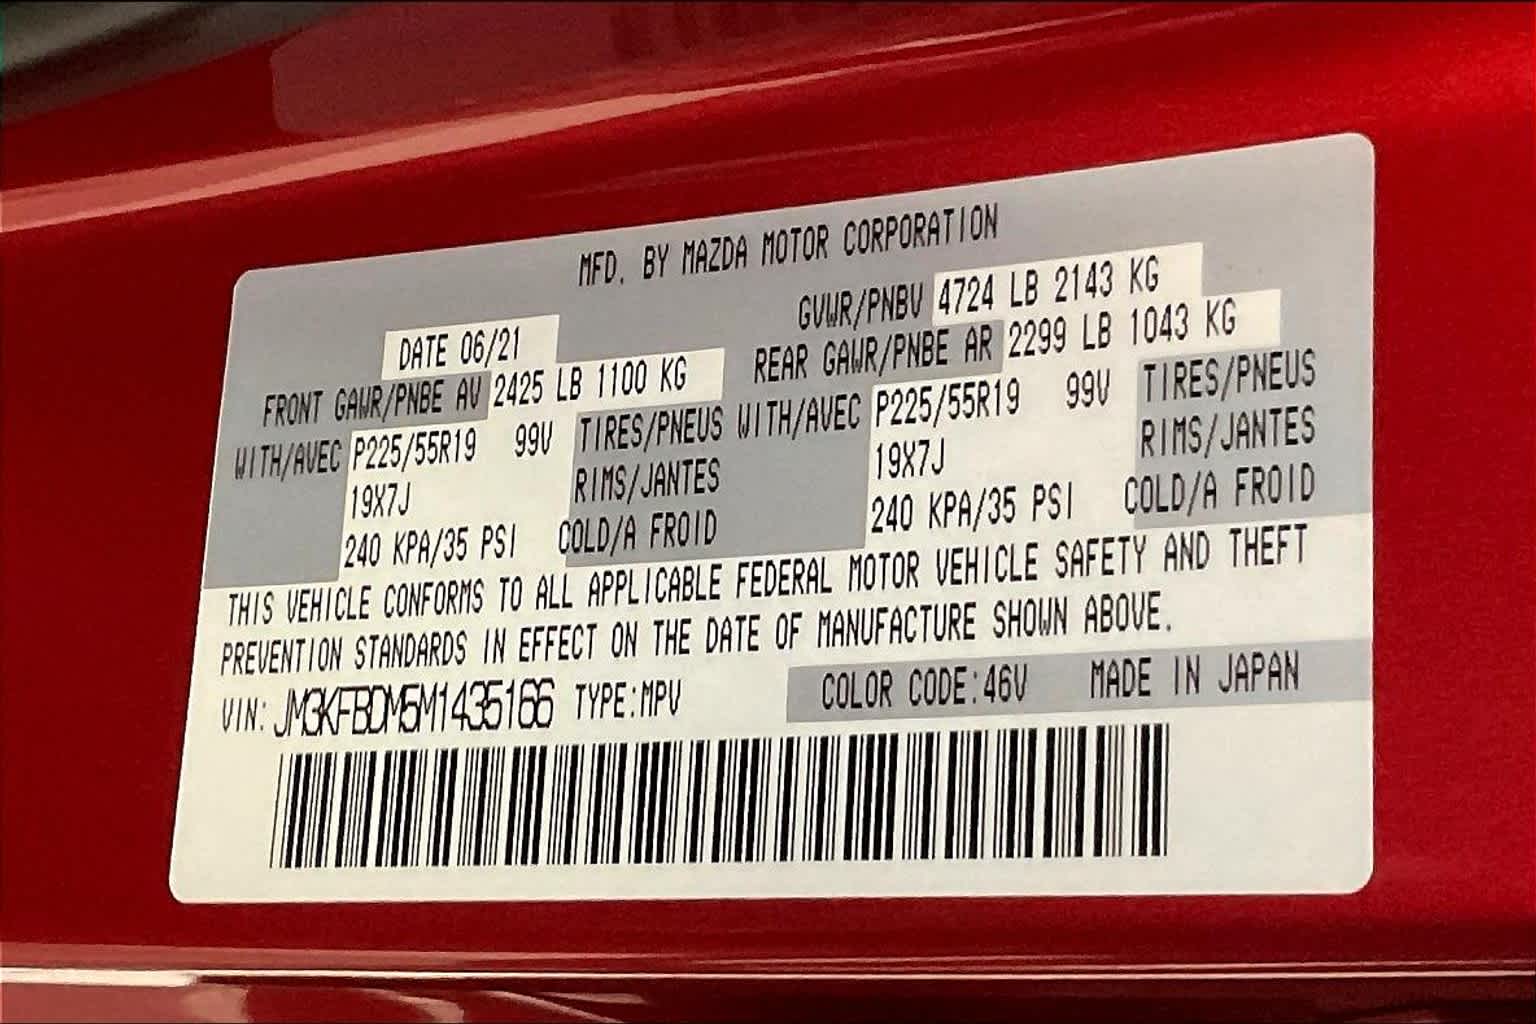 MFD. BY MAZDA MOTOR CORPORATION
DATE 06/21 GVWR/PNBV 4724 LB 2143 KG
FRONT GAWR/PNBE AV 2425 LB 1100 KG REAR GAWR/PNBE AR 2299 LB 1043 KG
WITH/AVEC P225/55R19 99V TIRES/PNEUS WITH/AVEC P225/55R19 99V TIRES/PNEUS
19X7J RIMS/JANTES 19X7J RIMS/JANTES
240 KPA/35 PSI COLD/A FROID 240 KPA/35 PSI COLD/A FROID
THIS VEHICLE CONFORMS TO ALL APPLICABLE FEDERAL MOTOR VEHICLE SAFETY AND THEFT
PREVENTION STANDARDS IN EFFECT ON THE DATE OF MANUFACTURE SHOWN ABOVE.
VIN: JM3KFBDM5M1435166 TYPE:MPV COLOR CODE:46V MADE IN JAPAN